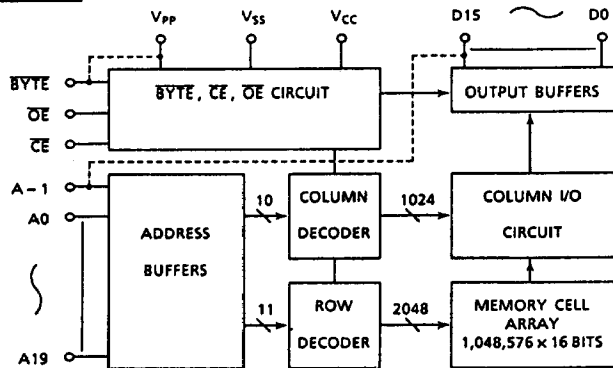 VPP VSS VCC D15 D0
BYTE
OE
CE
BYTE, CE, OE CIRCUIT
OUTPUT BUFFERS
A-1
A0
A19
ADDRESS
BUFFERS
10
COLUMN
DECODER
1024
COLUMN I/O
CIRCUIT
11
ROW
DECODER
2048
MEMORY CELL
ARRAY
1,048,576 × 16 BITS